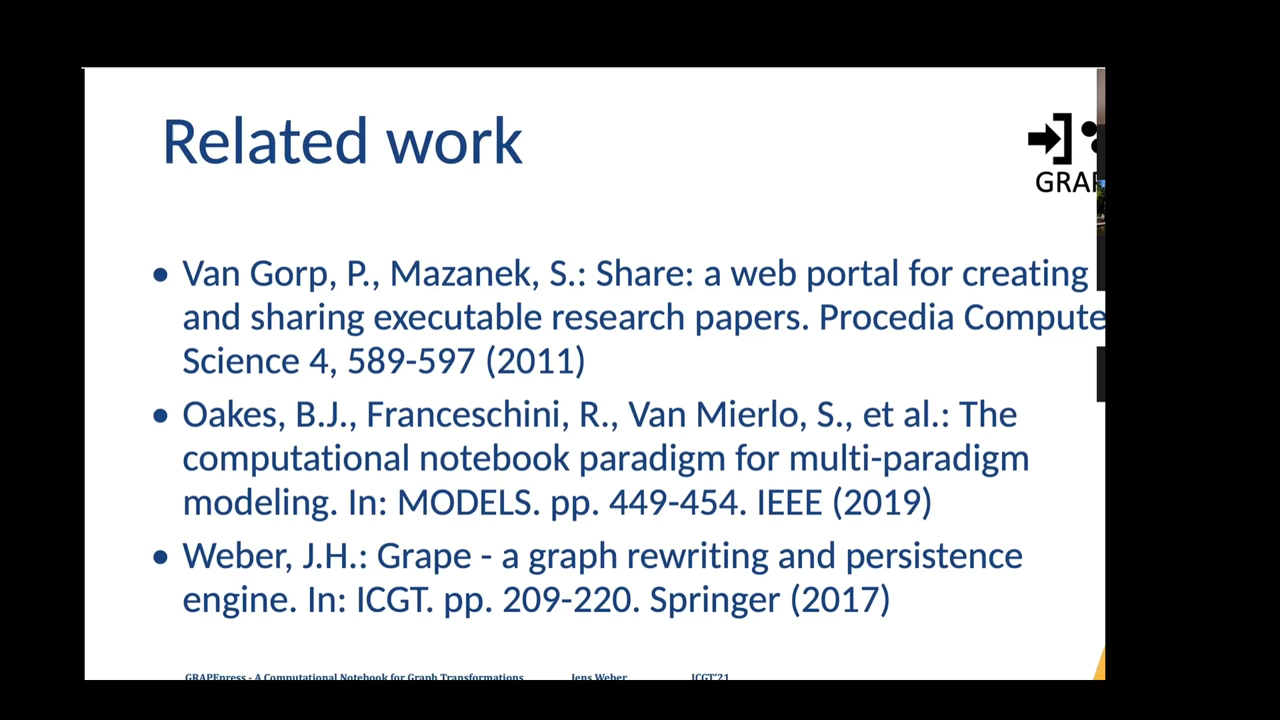 Related work
GRAP
• Van Gorp, P., Mazanek, S.: Share: a web portal for creating
and sharing executable research papers. Procedia Compute
Science 4, 589-597 (2011)
• Oakes, B.J., Franceschini, R., Van Mierlo, S., et al.: The
computational notebook paradigm for multi-paradigm
modeling. In: MODELS. pp. 449-454. IEEE (2019)
• Weber, J.H.: Grape - a graph rewriting and persistence
engine. In: ICGT. pp. 209-220. Springer (2017)
GRAPEpress - A Computational Notebook for Graph Transformations Jens Weber ICGT'21